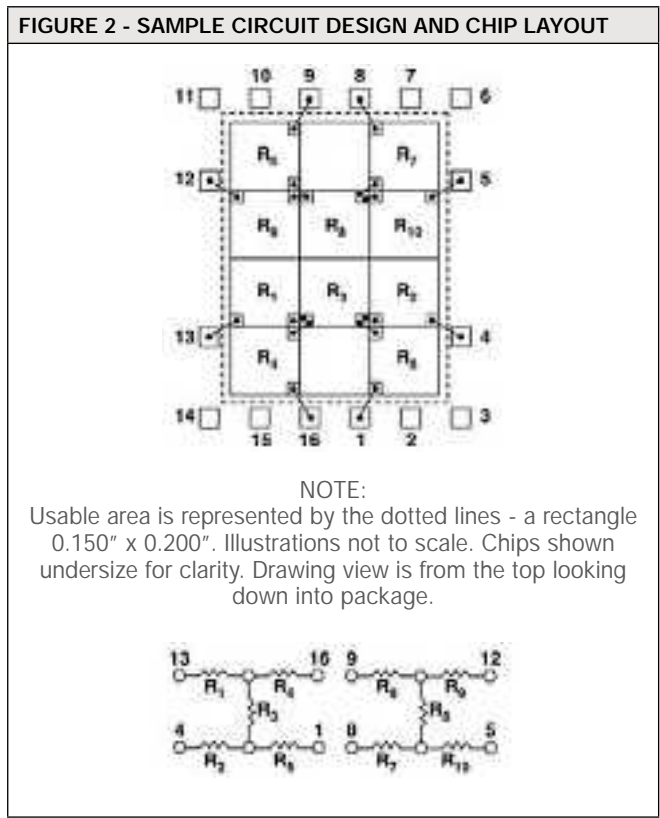 FIGURE 2 - SAMPLE CIRCUIT DESIGN AND CHIP LAYOUT
10 9 8 7
11 6
R₆ R₇
12 5
R₉ R₈ R₁₀
R₁ R₃ R₂
13 4
R₄ R₅
14 3
15 16 1 2
NOTE:
Usable area is represented by the dotted lines - a rectangle
0.150″ x 0.200″. Illustrations not to scale. Chips shown
undersize for clarity. Drawing view is from the top looking
down into package.
13 16 9 12
R₁ R₄ R₆ R₉
R₃ R₈
4 1 8 5
R₂ R₅ R₇ R₁₀